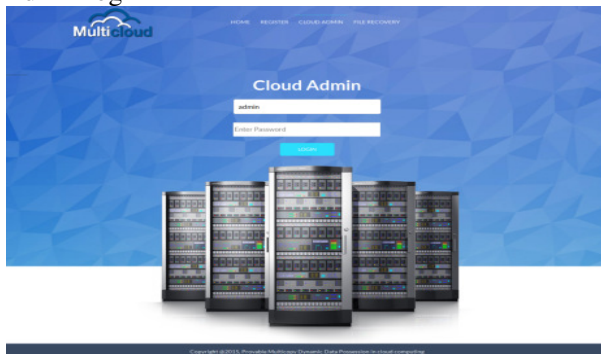 Multicloud
HOME REGISTER CLOUD ADMIN FILE RECOVERY
Cloud Admin
admin
Enter Password
LOGIN
Copyright @2015, Provable Multicopy Dynamic Data Possession in cloud computing